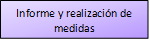 Informe y realización de
medidas